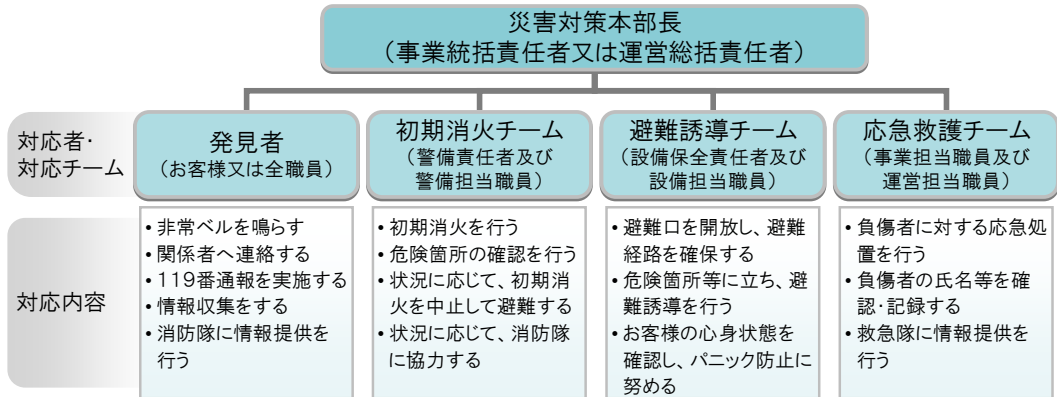 災害対策本部長
（事業統括責任者又は運営総括責任者）
対応者・
対応チーム
発見者
（お客様又は全職員）
初期消火チーム
（警備責任者及び
警備担当職員）
避難誘導チーム
（設備保全責任者及び
設備担当職員）
応急救護チーム
（事業担当職員及び
運営担当職員）
対応内容
• 非常ベルを鳴らす
• 関係者へ連絡する
• 119番通報を実施する
• 情報収集をする
• 消防隊に情報提供を
行う
• 初期消火を行う
• 危険箇所の確認を行う
• 状況に応じて、初期消
火を中止して避難する
• 状況に応じて、消防隊
に協力する
• 避難口を開放し、避難
経路を確保する
• 危険箇所等に立ち、避
難誘導を行う
• お客様の心身状態を
確認し、パニック防止に
努める
• 負傷者に対する応急処
置を行う
• 負傷者の氏名等を確
認・記録する
• 救急隊に情報提供を
行う